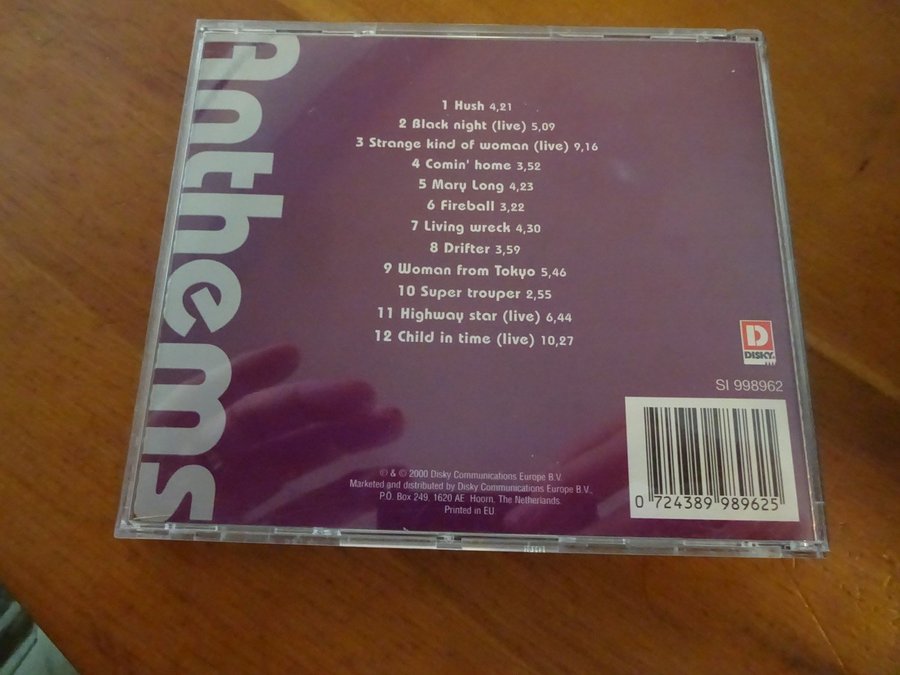 Anthems
1 Hush 4,21
2 Black night (live) 5,09
3 Strange kind of woman (live) 9,16
4 Comin' home 3,52
5 Mary Long 4,23
6 Fireball 3,22
7 Living wreck 4,30
8 Drifter 3,59
9 Woman from Tokyo 5,46
10 Super trouper 2,55
11 Highway star (live) 6,44
12 Child in time (live) 10,27
D
DISKY
SI 998962
℗ & © 2000 Disky Communications Europe B.V.
Marketed and distributed by Disky Communications Europe B.V.,
P.O. Box 249, 1620 AE Hoorn. The Netherlands.
Printed in EU
0 724389 989625